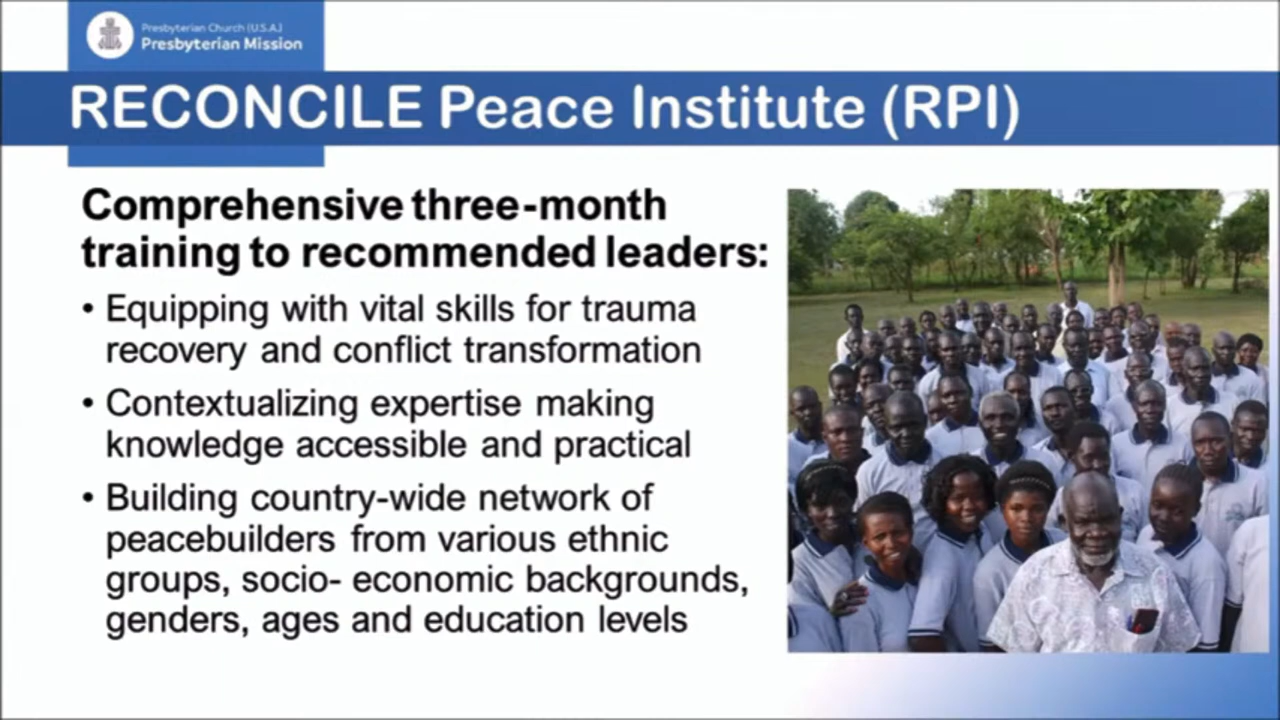 Presbyterian Church (U.S.A.)
Presbyterian Mission
RECONCILE Peace Institute (RPI)
Comprehensive three-month
training to recommended leaders:
• Equipping with vital skills for trauma
recovery and conflict transformation
• Contextualizing expertise making
knowledge accessible and practical
• Building country-wide network of
peacebuilders from various ethnic
groups, socio- economic backgrounds,
genders, ages and education levels